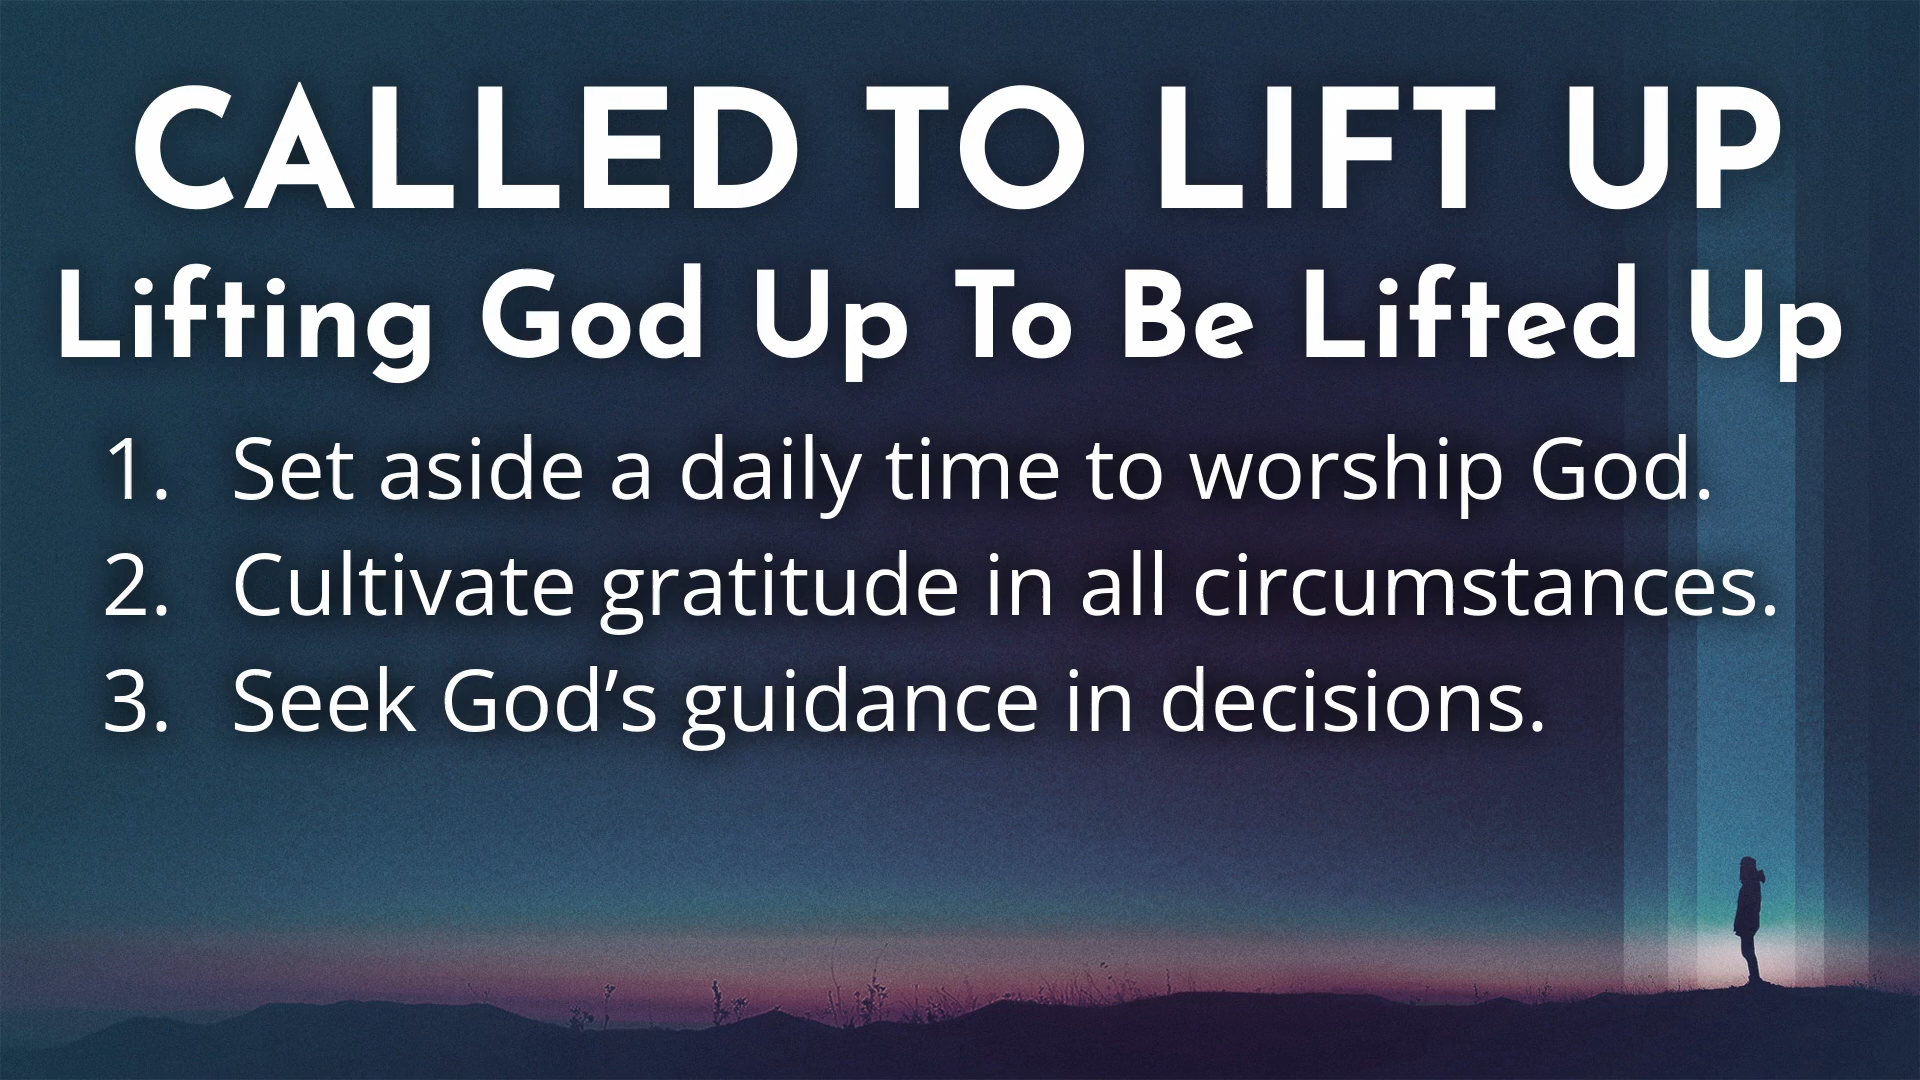 CALLED TO LIFT UP
Lifting God Up To Be Lifted Up
1. Set aside a daily time to worship God.
2. Cultivate gratitude in all circumstances.
3. Seek God’s guidance in decisions.